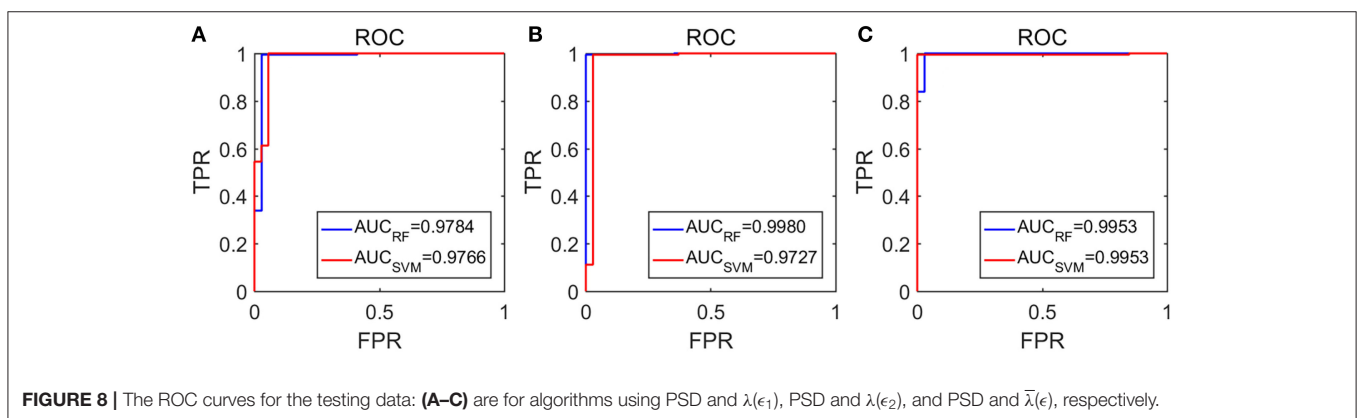 A
ROC
1
0.8
0.6
0.4
0.2
0
TPR
0
0.5
1
FPR
AUC_RF=0.9784
AUC_SVM=0.9766
B
ROC
1
0.8
0.6
0.4
0.2
0
TPR
0
0.5
1
FPR
AUC_RF=0.9980
AUC_SVM=0.9727
C
ROC
1
0.8
0.6
0.4
0.2
0
TPR
0
0.5
1
FPR
AUC_RF=0.9953
AUC_SVM=0.9953
FIGURE 8 | The ROC curves for the testing data: (A–C) are for algorithms using PSD and λ(ϵ₁), PSD and λ(ϵ₂), and PSD and λ̅(ϵ), respectively.